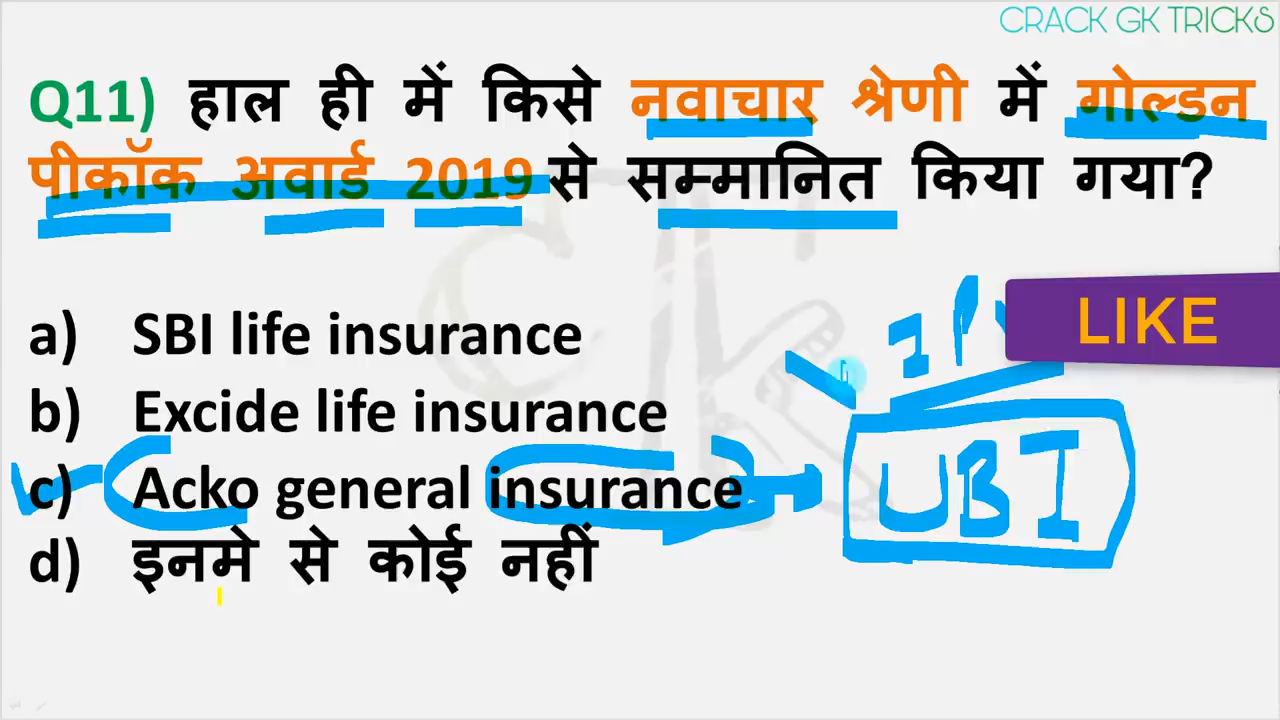 CRACK GK TRICKS
Q11) हाल ही में किसे नवाचार श्रेणी में गोल्डन
पीकॉक अवार्ड 2019 से सम्मानित किया गया?
LIKE
a) SBI life insurance
b) Excide life insurance
c) Acko general insurance
UBI
d) इनमे से कोई नहीं